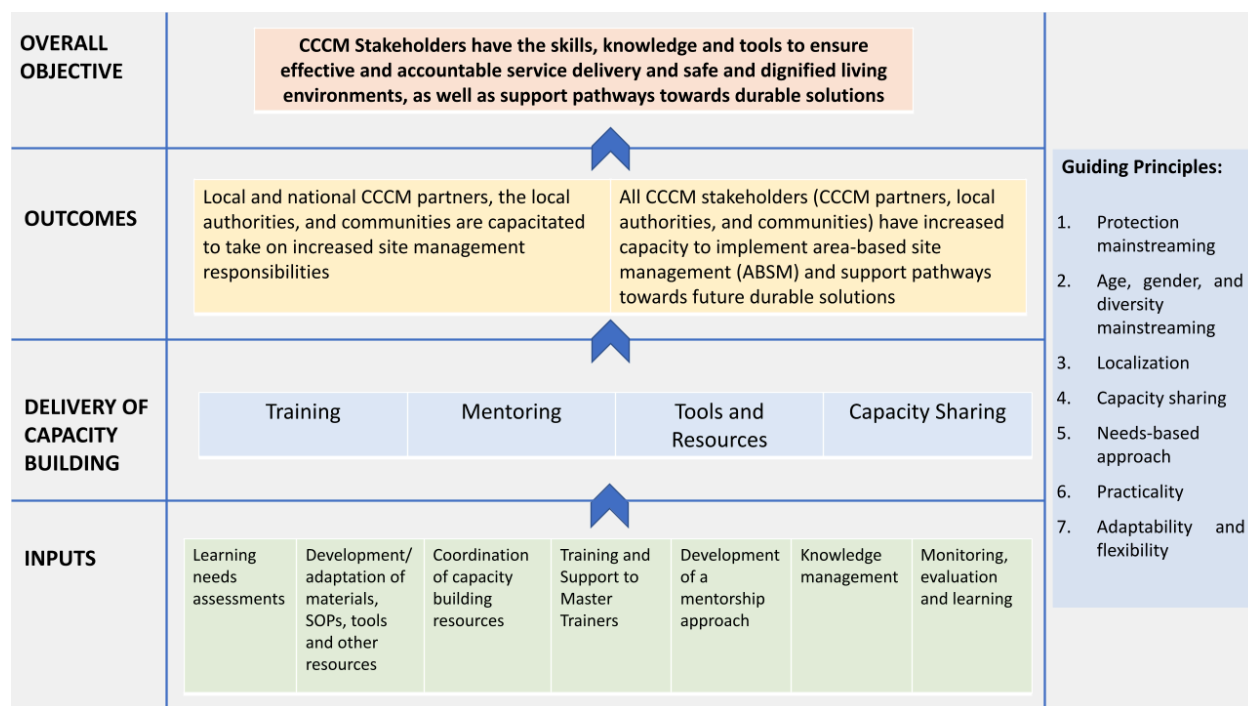 OVERALL
OBJECTIVE
CCCM Stakeholders have the skills, knowledge and tools to ensure
effective and accountable service delivery and safe and dignified living
environments, as well as support pathways towards durable solutions
OUTCOMES
Local and national CCCM partners, the local
authorities, and communities are capacitated
to take on increased site management
responsibilities
All CCCM stakeholders (CCCM partners, local
authorities, and communities) have increased
capacity to implement area-based site
management (ABSM) and support pathways
towards future durable solutions
DELIVERY OF
CAPACITY
BUILDING
Training
Mentoring
Tools and
Resources
Capacity Sharing
INPUTS
Learning
needs
assessments
Development/
adaptation of
materials,
SOPs, tools
and other
resources
Coordination
of capacity
building
resources
Training and
Support to
Master
Trainers
Development
of a
mentorship
approach
Knowledge
management
Monitoring,
evaluation
and learning
Guiding Principles:
1. Protection
mainstreaming
2. Age, gender, and
diversity
mainstreaming
3. Localization
4. Capacity sharing
5. Needs-based
approach
6. Practicality
7. Adaptability and
flexibility